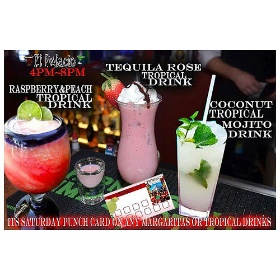 El Palacio
4PM~8PM
RASPBERRY&PEACH
TROPICAL
DRINK
TEQUILA ROSE
TROPICAL
DRINK
COCONUT
TROPICAL
MOJITO
DRINK
ITS SATURDAY PUNCH CARD ON ANY MARGARITAS OR TROPICAL DRINKS